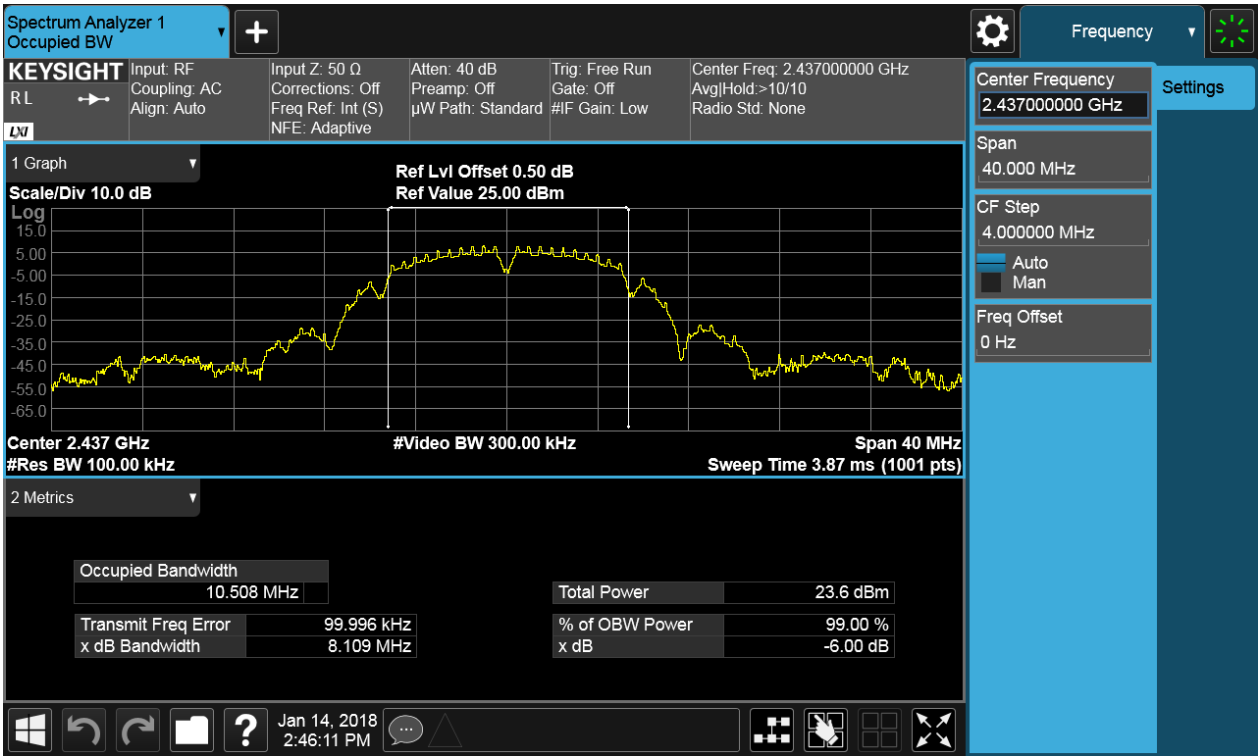 Spectrum Analyzer 1
Occupied BW
+
Frequency
KEYSIGHT
R L
LXI
Input: RF
Coupling: AC
Align: Auto
Input Z: 50 Ω
Corrections: Off
Freq Ref: Int (S)
NFE: Adaptive
Atten: 40 dB
Preamp: Off
µW Path: Standard
Trig: Free Run
Gate: Off
#IF Gain: Low
Center Freq: 2.437000000 GHz
Avg|Hold:>10/10
Radio Std: None
Center Frequency
2.437000000 GHz
Settings
Span
40.000 MHz
CF Step
4.000000 MHz
Auto
Man
Freq Offset
0 Hz
1 Graph
Ref Lvl Offset 0.50 dB
Scale/Div 10.0 dB
Ref Value 25.00 dBm
Log
15.0
5.00
-5.00
-15.0
-25.0
-35.0
-45.0
-55.0
-65.0
Center 2.437 GHz
#Video BW 300.00 kHz
Span 40 MHz
#Res BW 100.00 kHz
Sweep Time 3.87 ms (1001 pts)
2 Metrics
Occupied Bandwidth
10.508 MHz
Total Power 23.6 dBm
Transmit Freq Error 99.996 kHz
% of OBW Power 99.00 %
x dB Bandwidth 8.109 MHz
x dB -6.00 dB
?
Jan 14, 2018
2:46:11 PM